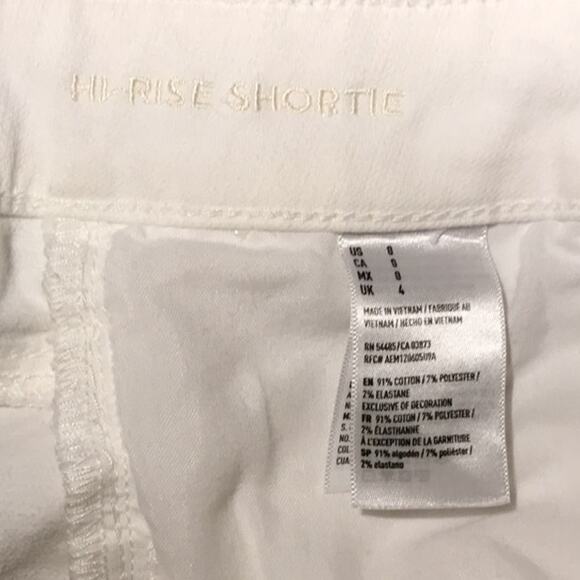 HI-RISE SHORTIE
US 0
CA 0
MX 0
UK 4
MADE IN VIETNAM / FABRIQUÉ AU
VIETNAM / HECHO EN VIETNAM
RN 54485/CA 03873
RFC# AEM120605U9A
EN 91% COTTON / 7% POLYESTER /
2% ELASTANE
EXCLUSIVE OF DECORATION
FR 91% COTON / 7% POLYESTER /
2% ÉLASTHANNE
À L'EXCEPTION DE LA GARNITURE
SP 91% algodón / 7% poliéster /
2% elastano